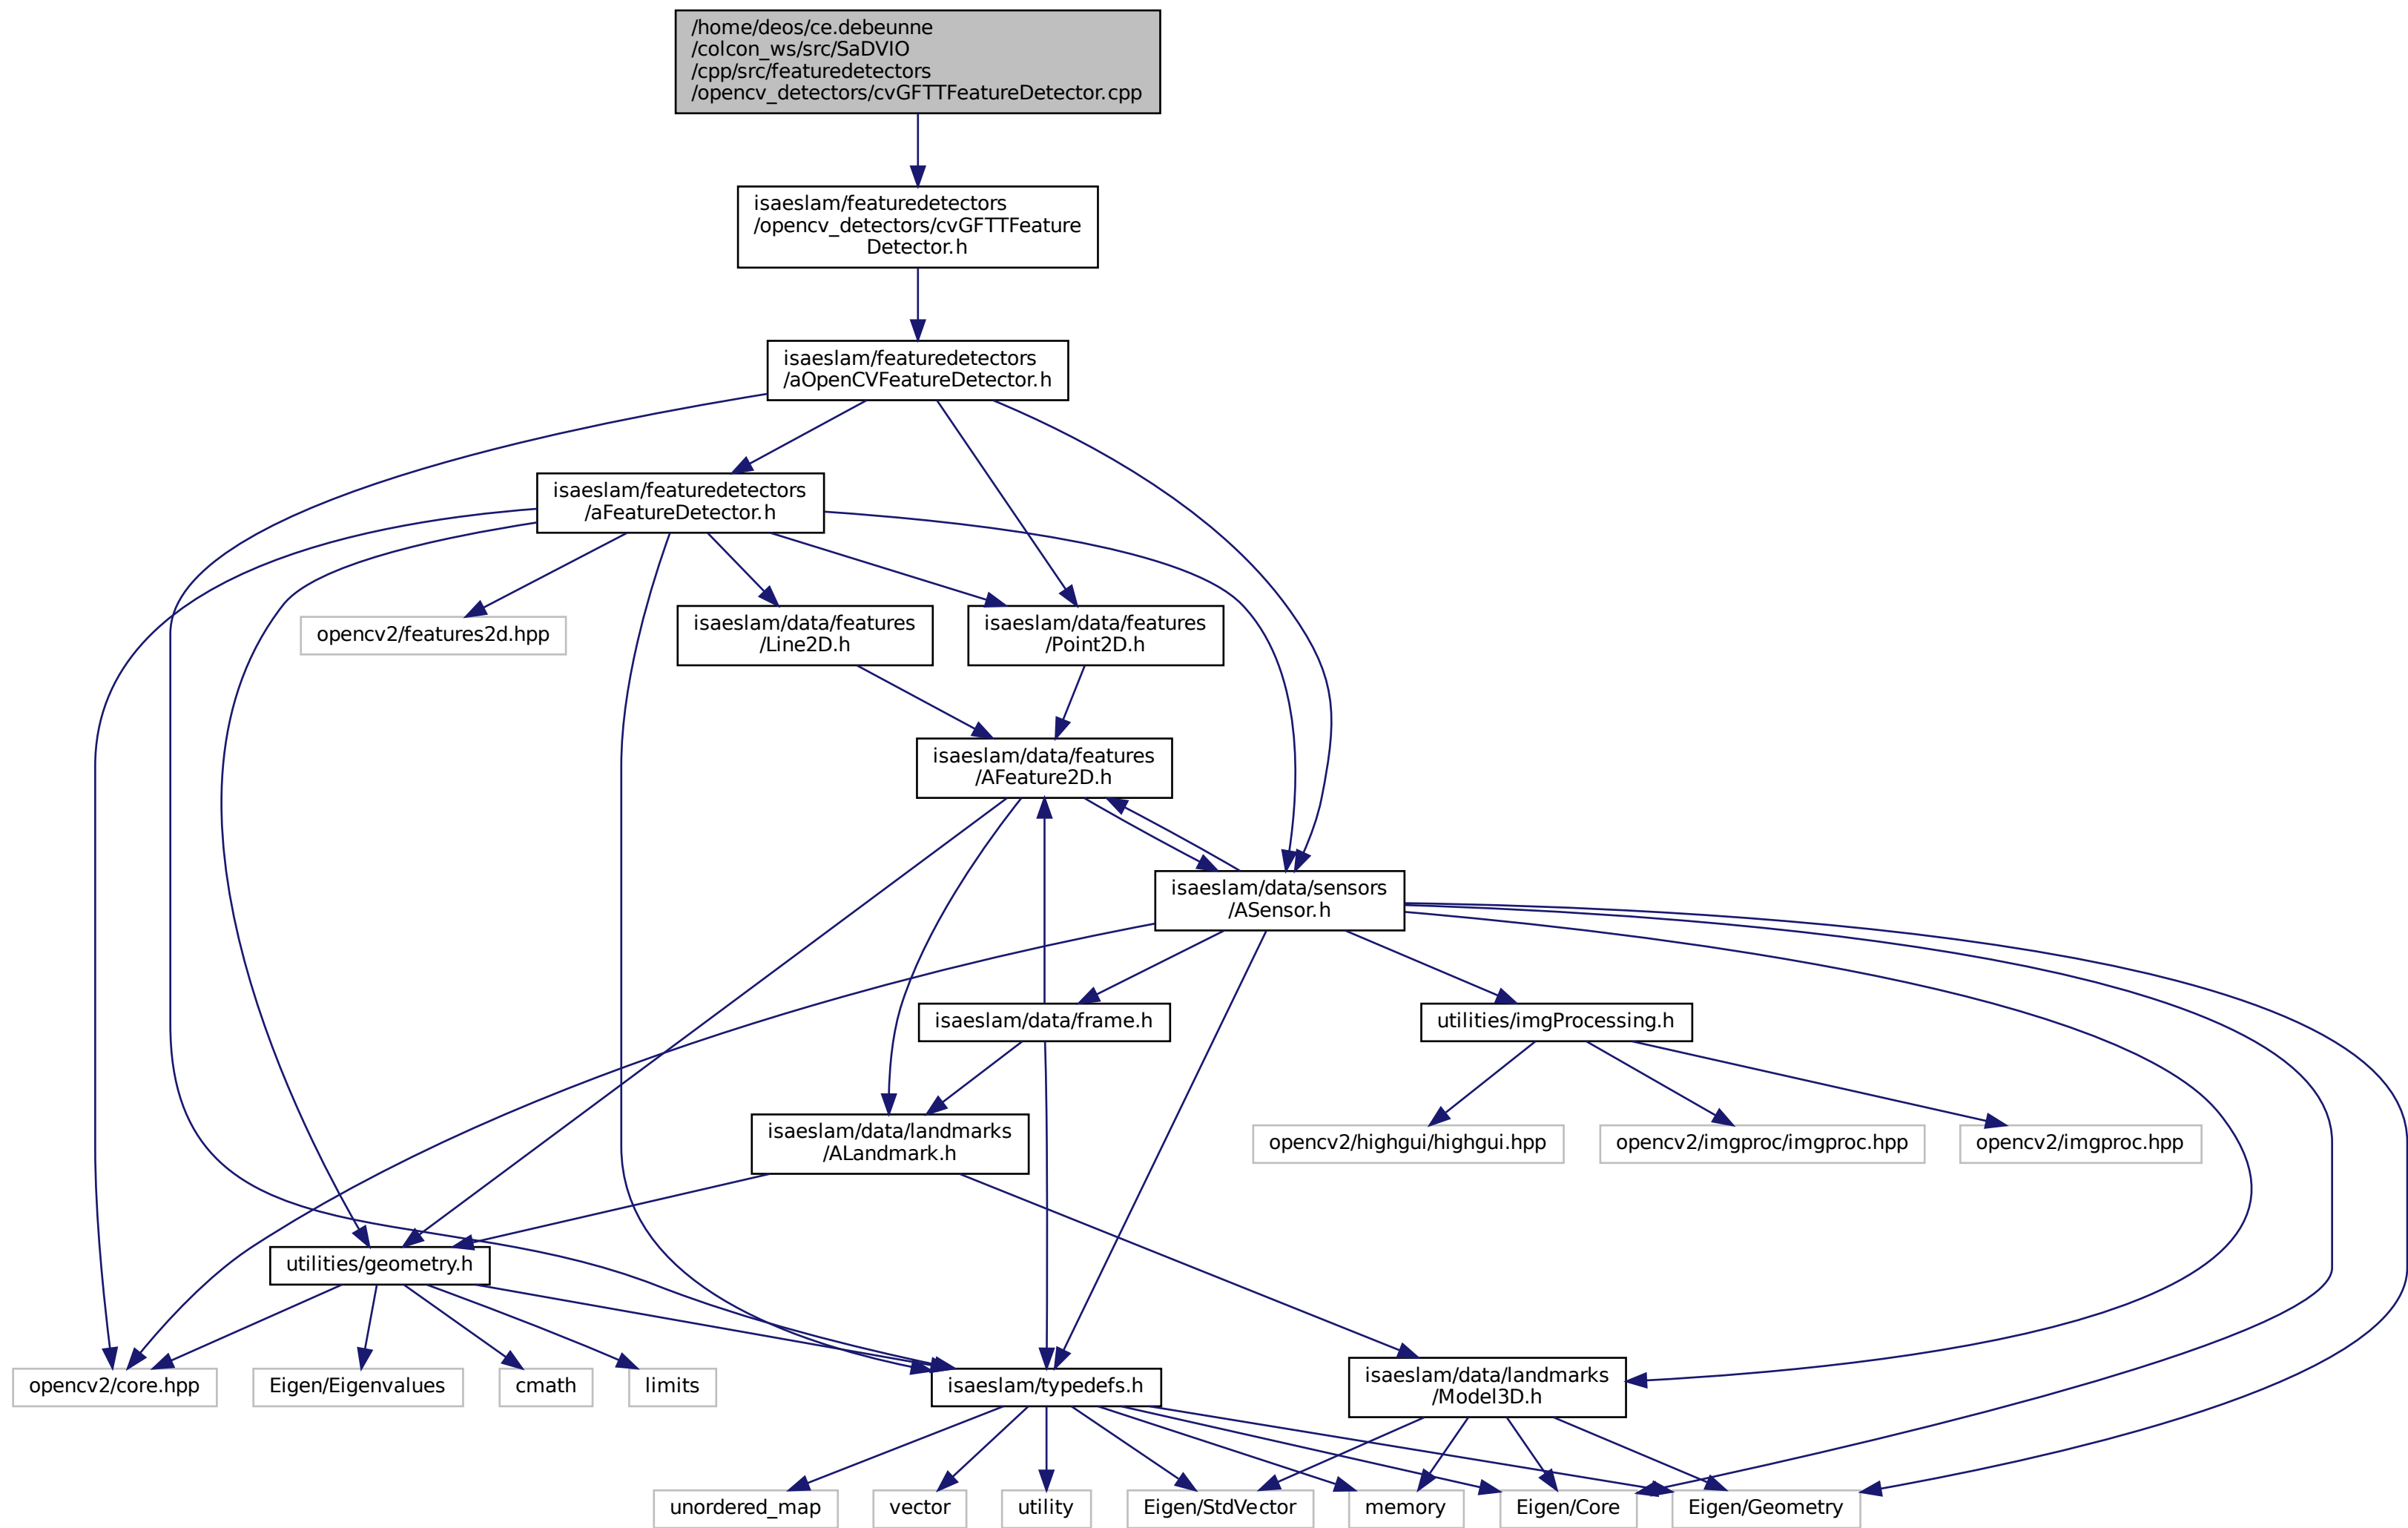 /home/deos/ce.debeunne
/colcon_ws/src/SaDVIO
/cpp/src/featuredetectors
/opencv_detectors/cvGFTTFeatureDetector.cpp
isaeslam/featuredetectors
/opencv_detectors/cvGFTTFeature
Detector.h
isaeslam/featuredetectors
/aOpenCVFeatureDetector.h
isaeslam/featuredetectors
/aFeatureDetector.h
opencv2/features2d.hpp
isaeslam/data/features
/Line2D.h
isaeslam/data/features
/Point2D.h
isaeslam/data/features
/AFeature2D.h
isaeslam/data/sensors
/ASensor.h
isaeslam/data/frame.h
utilities/imgProcessing.h
isaeslam/data/landmarks
/ALandmark.h
opencv2/highgui/highgui.hpp
opencv2/imgproc/imgproc.hpp
opencv2/imgproc.hpp
utilities/geometry.h
opencv2/core.hpp
Eigen/Eigenvalues
cmath
limits
isaeslam/typedefs.h
isaeslam/data/landmarks
/Model3D.h
unordered_map
vector
utility
Eigen/StdVector
memory
Eigen/Core
Eigen/Geometry